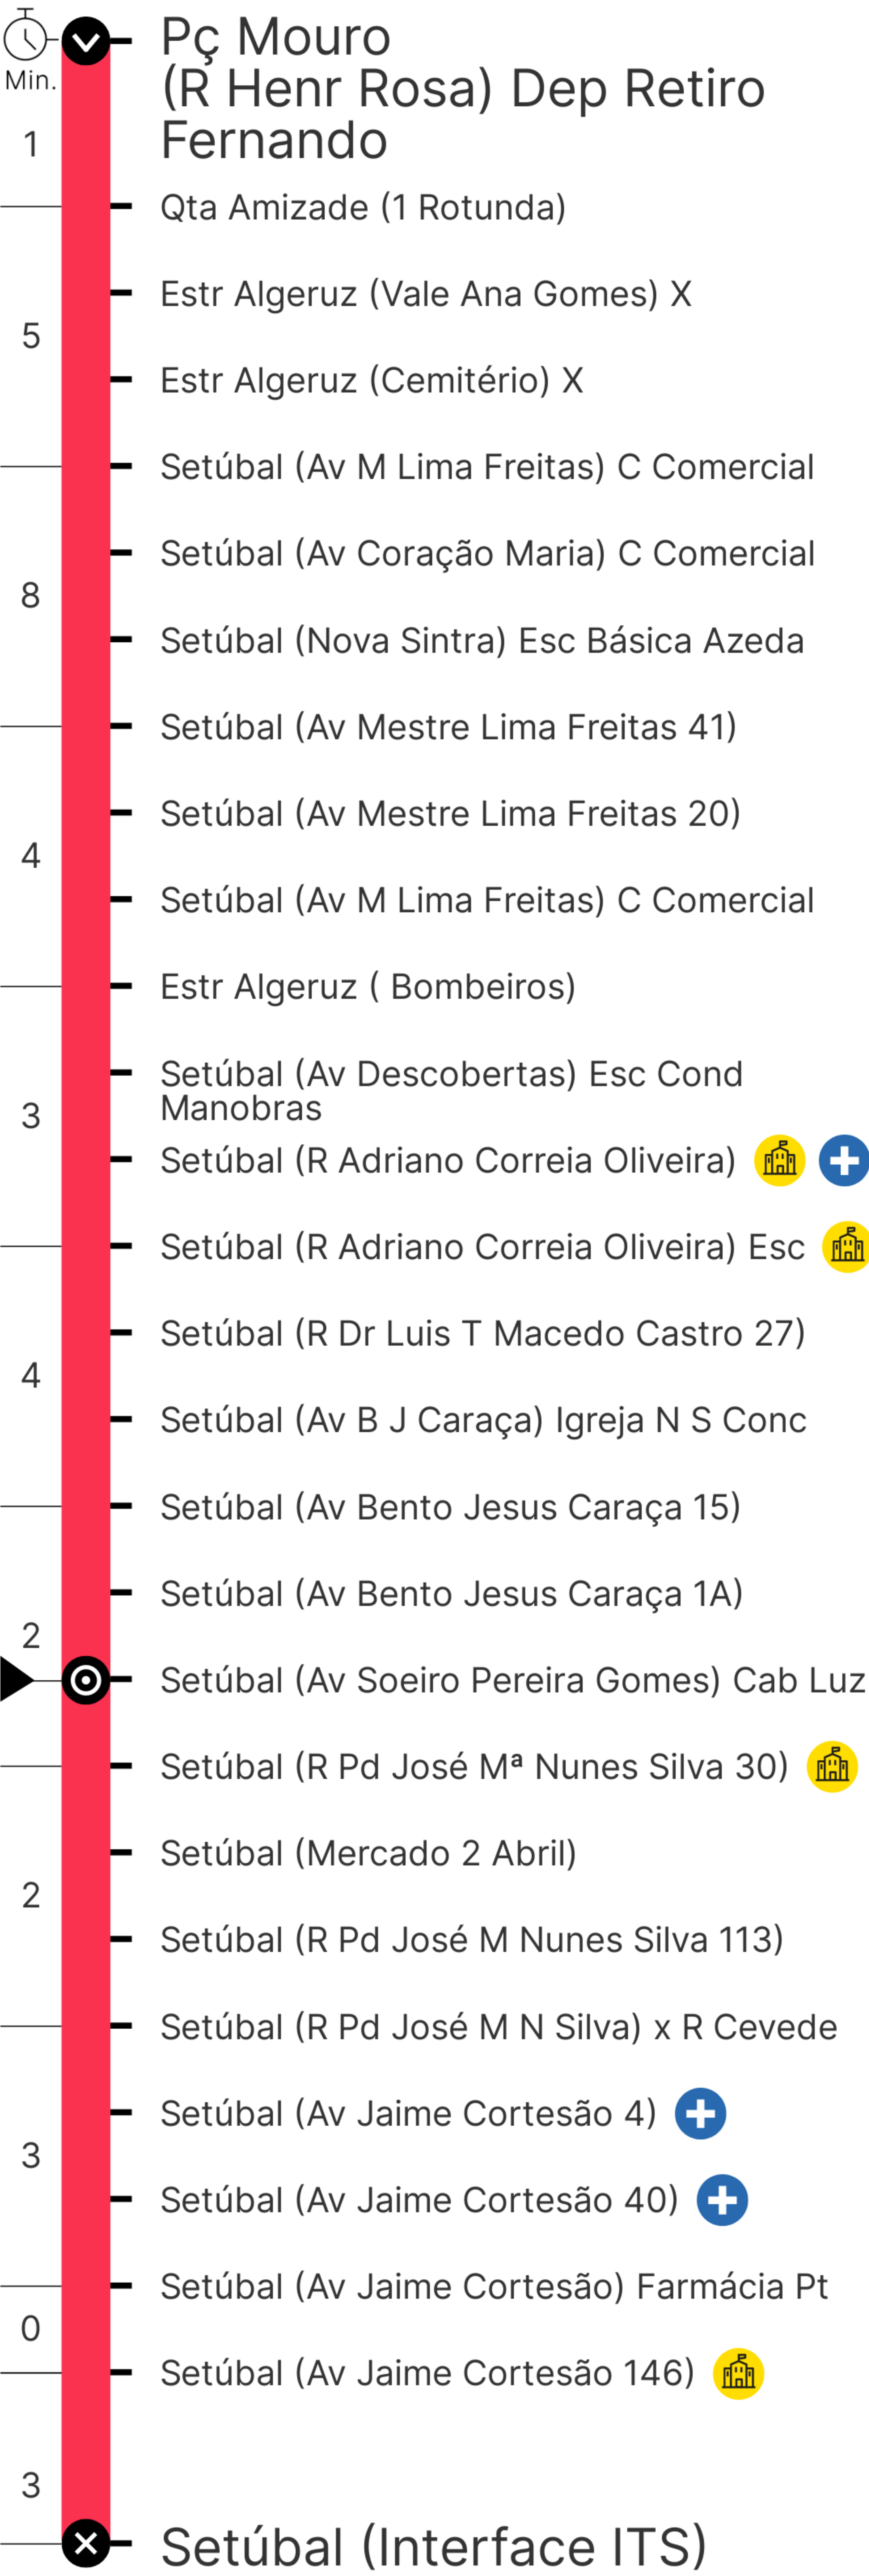 Pç Mouro
(R Henr Rosa) Dep Retiro
Fernando
Min.
1
Qta Amizade (1 Rotunda)
Estr Algeruz (Vale Ana Gomes) X
5
Estr Algeruz (Cemitério) X
Setúbal (Av M Lima Freitas) C Comercial
Setúbal (Av Coração Maria) C Comercial
8
Setúbal (Nova Sintra) Esc Básica Azeda
Setúbal (Av Mestre Lima Freitas 41)
Setúbal (Av Mestre Lima Freitas 20)
4
Setúbal (Av M Lima Freitas) C Comercial
Estr Algeruz ( Bombeiros)
Setúbal (Av Descobertas) Esc Cond
Manobras
3
Setúbal (R Adriano Correia Oliveira)
Setúbal (R Adriano Correia Oliveira) Esc
Setúbal (R Dr Luis T Macedo Castro 27)
4
Setúbal (Av B J Caraça) Igreja N S Conc
Setúbal (Av Bento Jesus Caraça 15)
Setúbal (Av Bento Jesus Caraça 1A)
2
Setúbal (Av Soeiro Pereira Gomes) Cab Luz
Setúbal (R Pd José Mª Nunes Silva 30)
Setúbal (Mercado 2 Abril)
2
Setúbal (R Pd José M Nunes Silva 113)
Setúbal (R Pd José M N Silva) x R Cevede
Setúbal (Av Jaime Cortesão 4)
3
Setúbal (Av Jaime Cortesão 40)
Setúbal (Av Jaime Cortesão) Farmácia Pt
0
Setúbal (Av Jaime Cortesão 146)
3
Setúbal (Interface ITS)